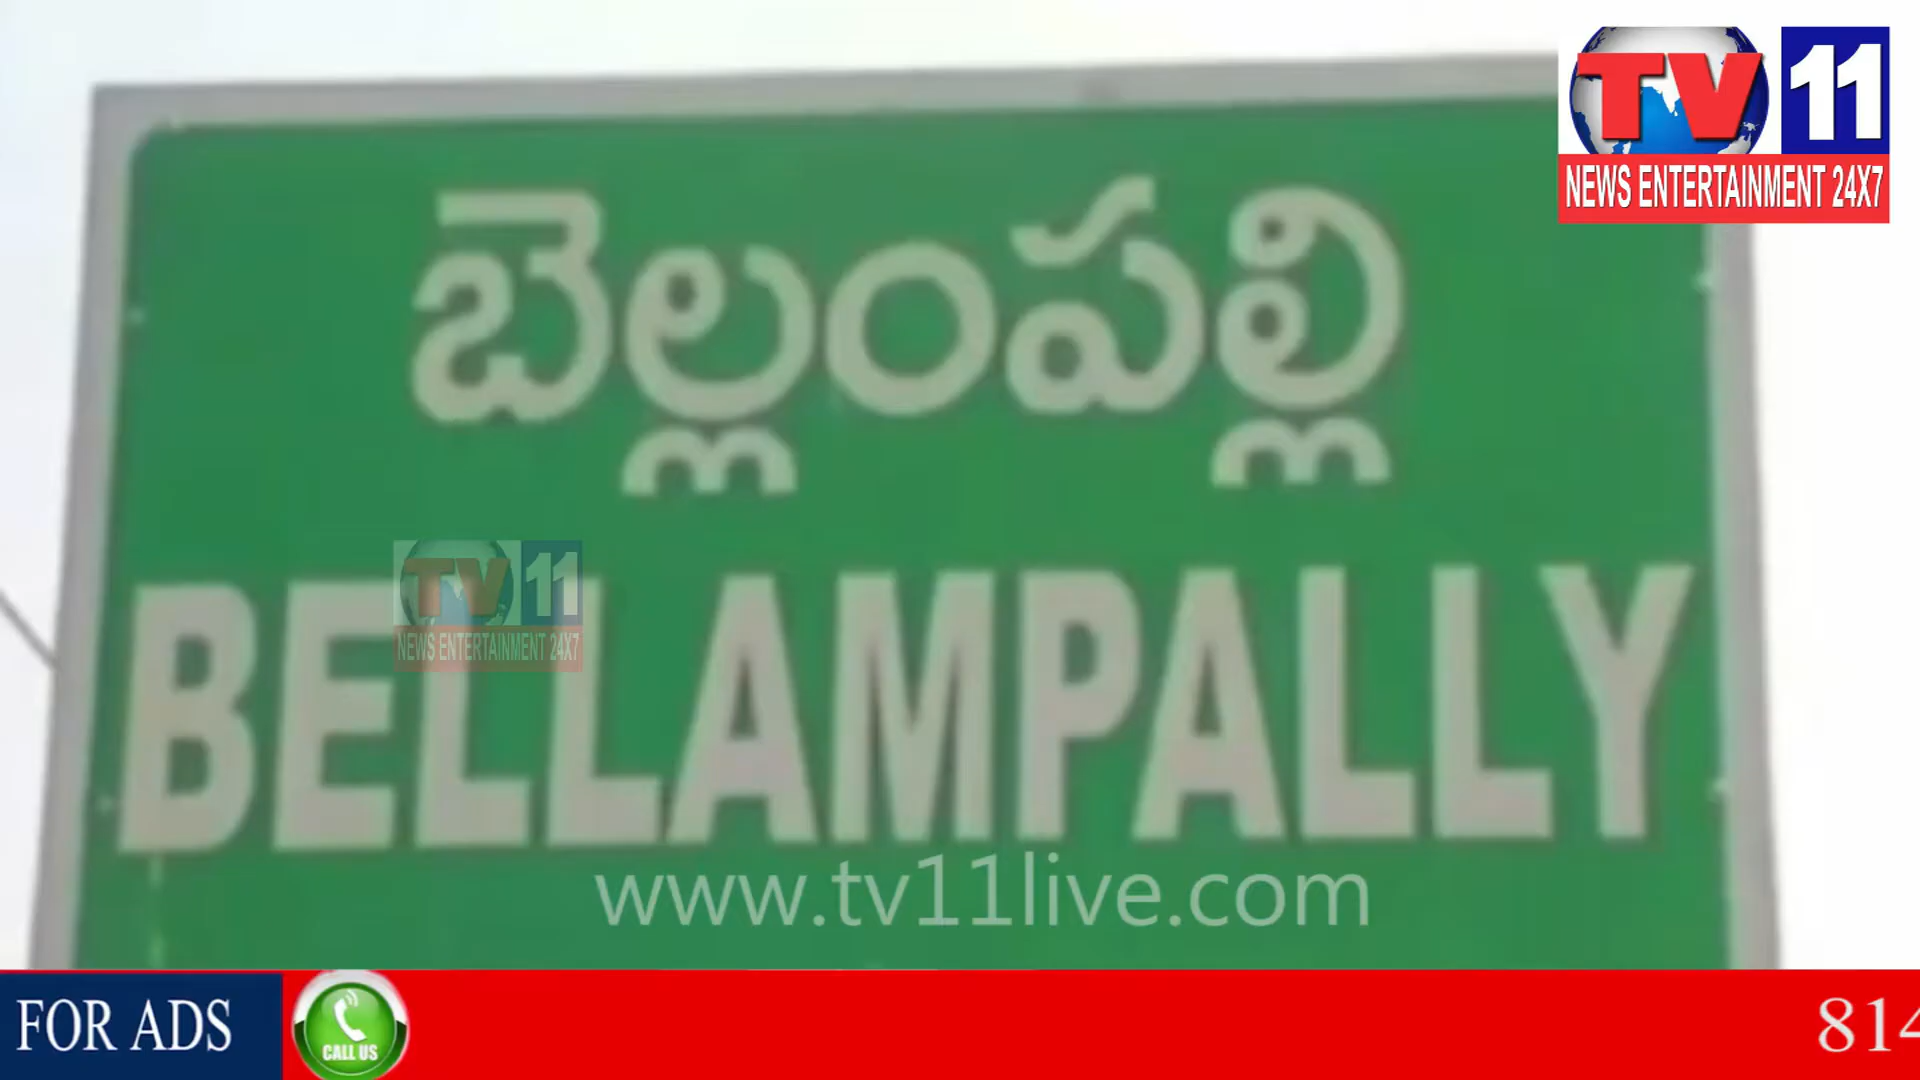 TV 11
NEWS ENTERTAINMENT 24X7
బెల్లంపల్లి
TV 11
NEWS ENTERTAINMENT 24X7
BELLAMPALLY
www.tv11live.com
FOR ADS
CALL US
814